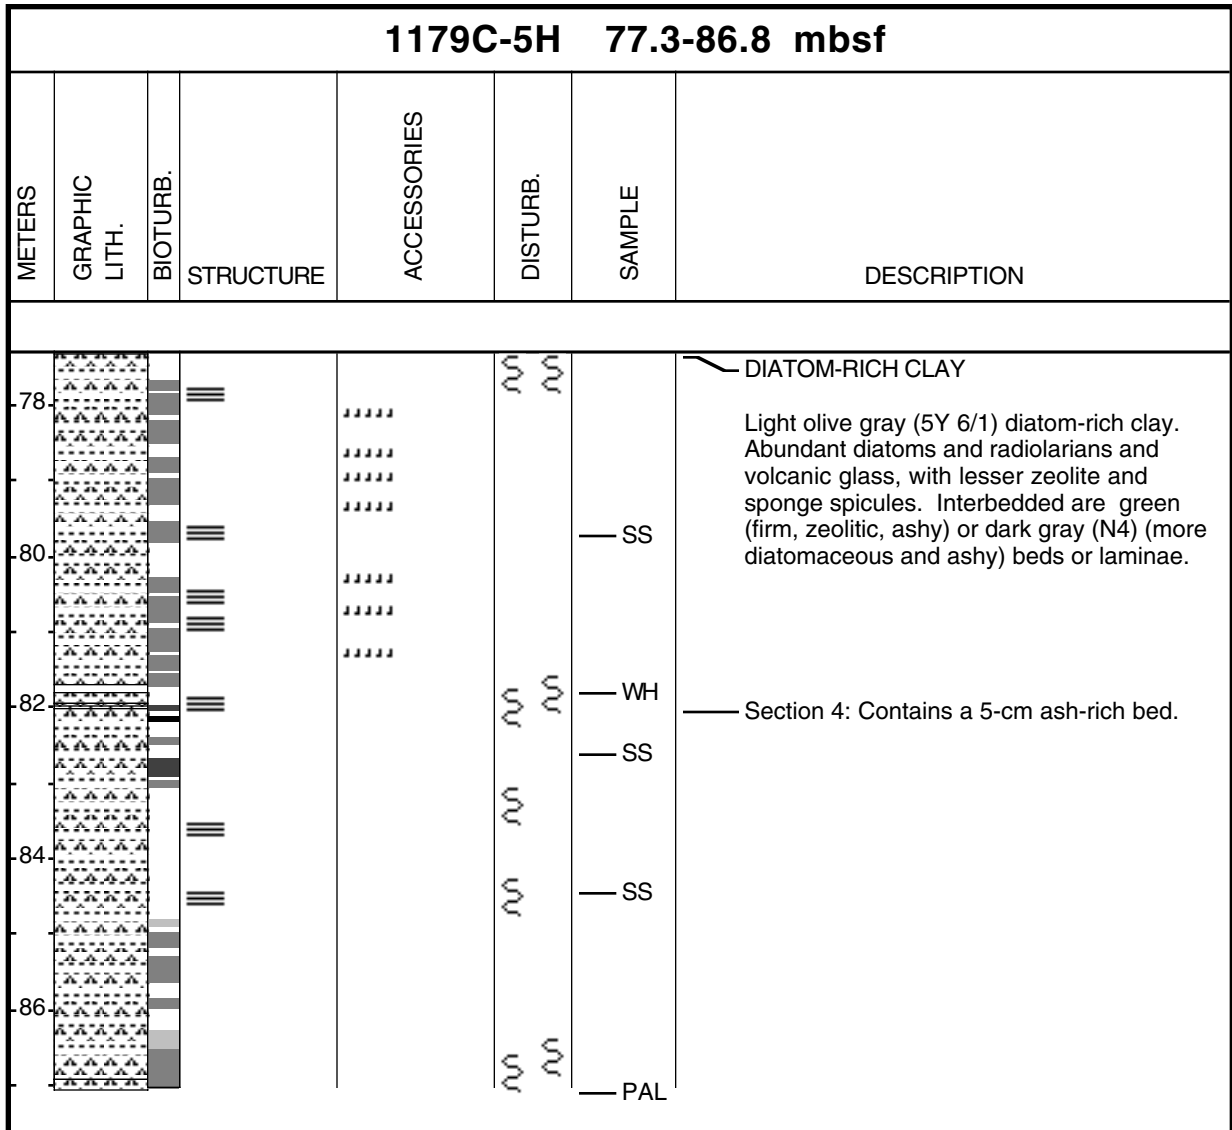 1179C-5H 77.3-86.8 mbsf
METERS
GRAPHIC
LITH.
BIOTURB.
STRUCTURE
ACCESSORIES
DISTURB.
SAMPLE
DESCRIPTION
DIATOM-RICH CLAY
78
Light olive gray (5Y 6/1) diatom-rich clay.
Abundant diatoms and radiolarians and
volcanic glass, with lesser zeolite and
sponge spicules. Interbedded are green
(firm, zeolitic, ashy) or dark gray (N4) (more
diatomaceous and ashy) beds or laminae.
SS
80
WH
82
Section 4: Contains a 5-cm ash-rich bed.
SS
84
SS
86
PAL